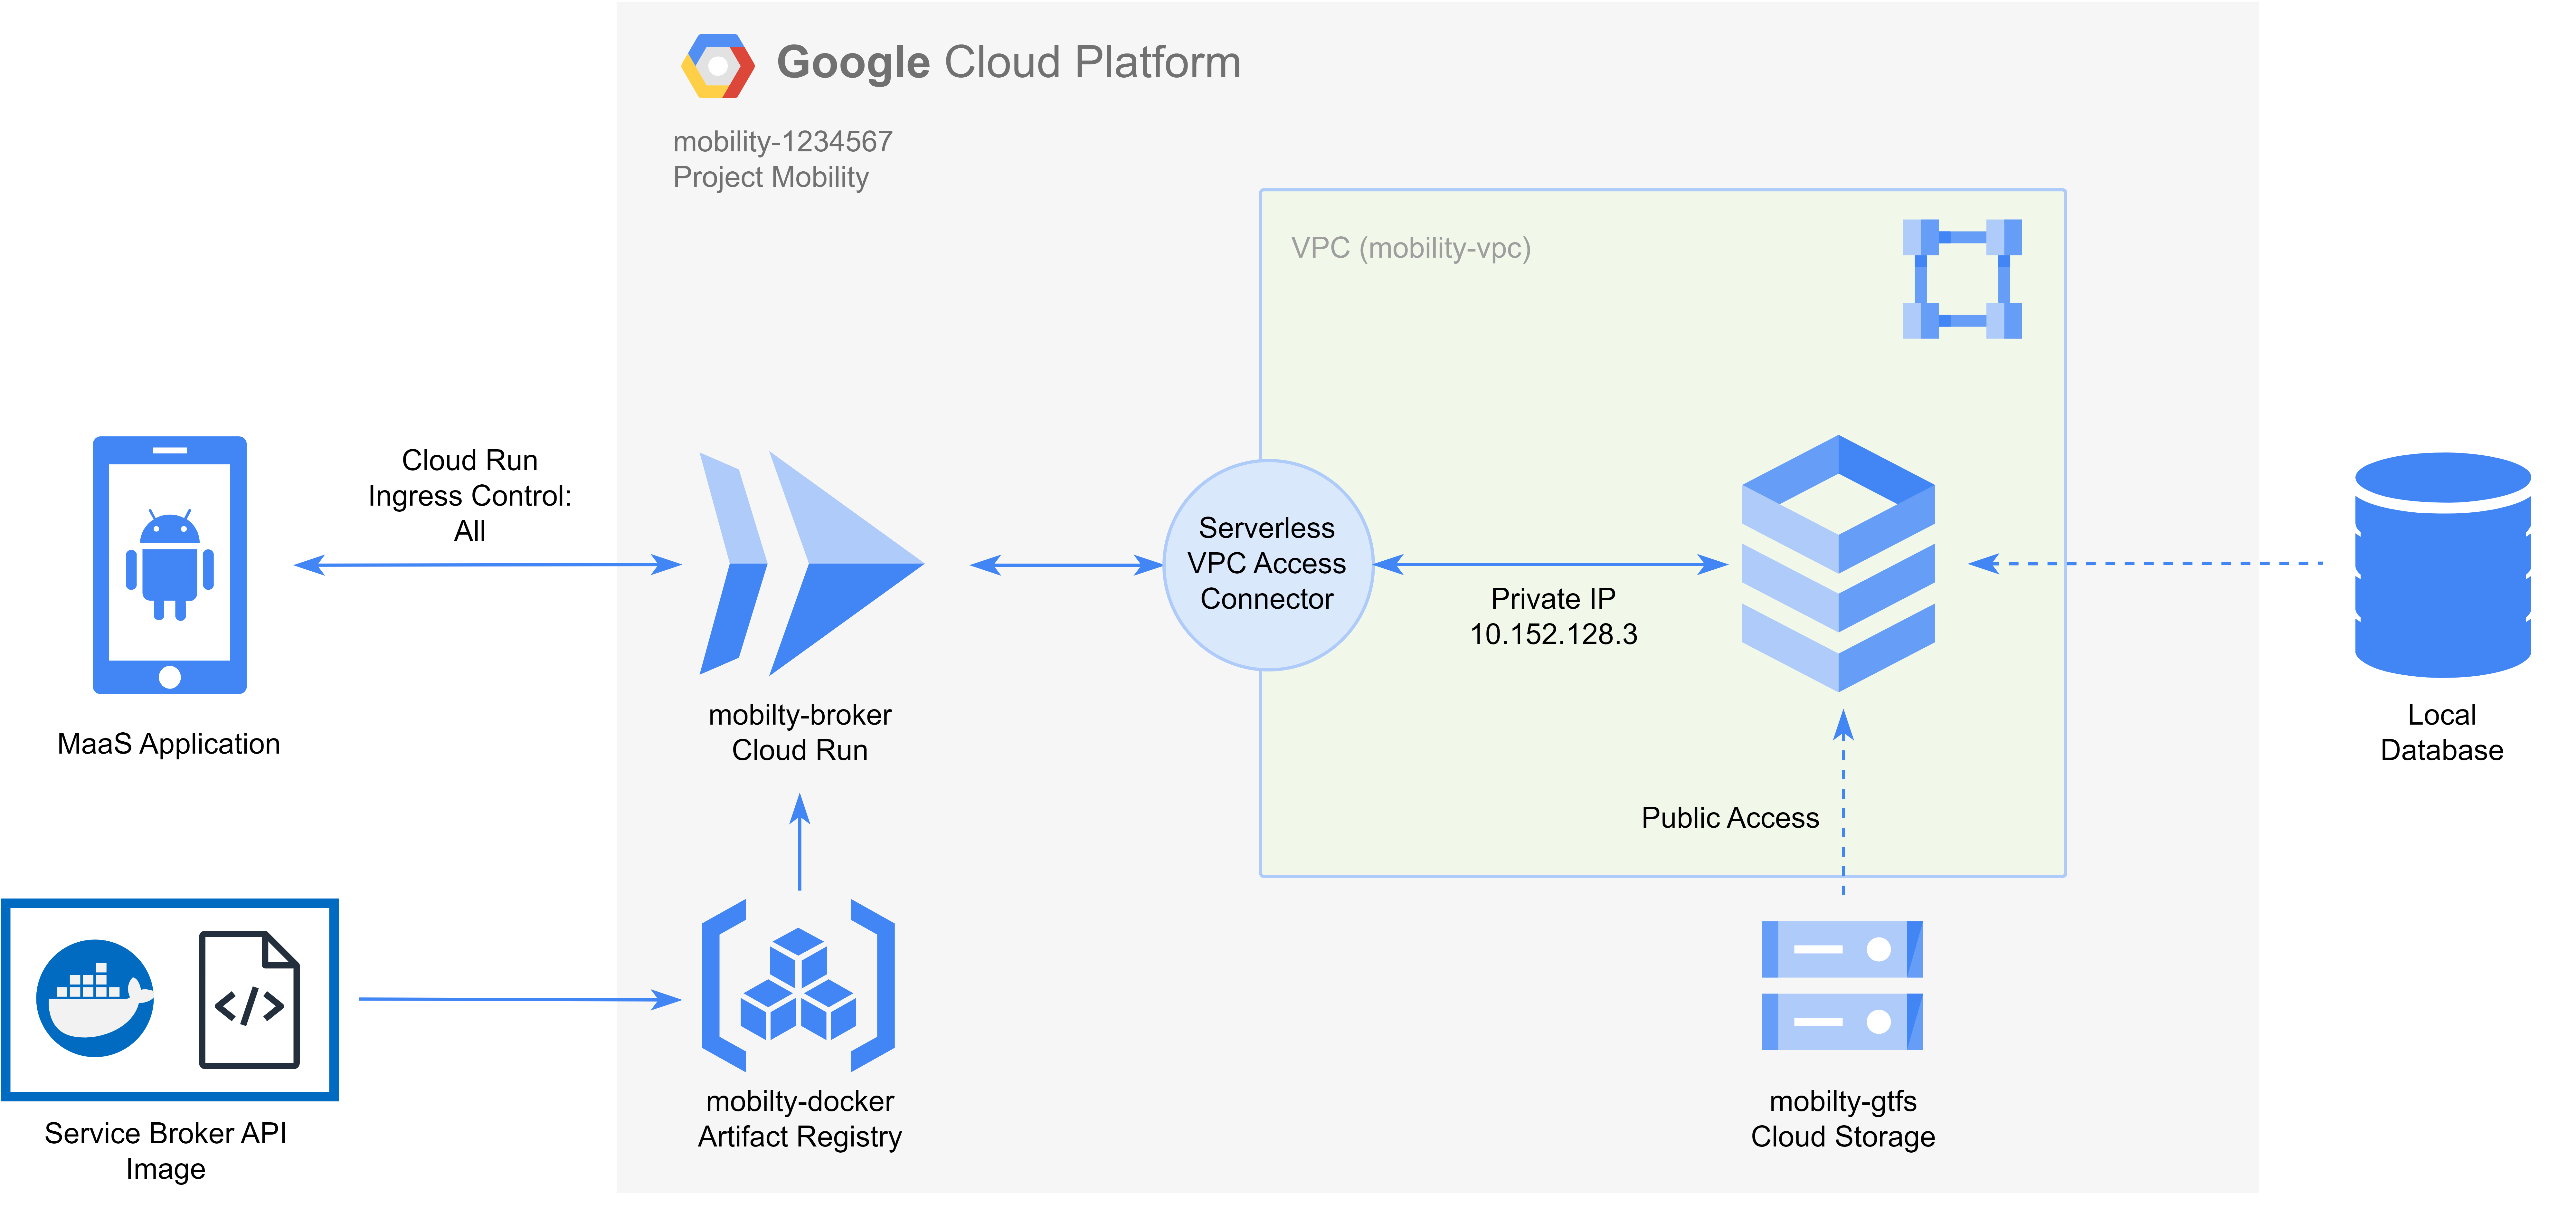 Google Cloud Platform
mobility-1234567
Project Mobility
VPC (mobility-vpc)
Cloud Run
Ingress Control:
All
Serverless
VPC Access
Connector
Private IP
10.152.128.3
MaaS Application
mobilty-broker
Cloud Run
Local
Database
Public Access
</>
Service Broker API
Image
mobilty-docker
Artifact Registry
mobilty-gtfs
Cloud Storage